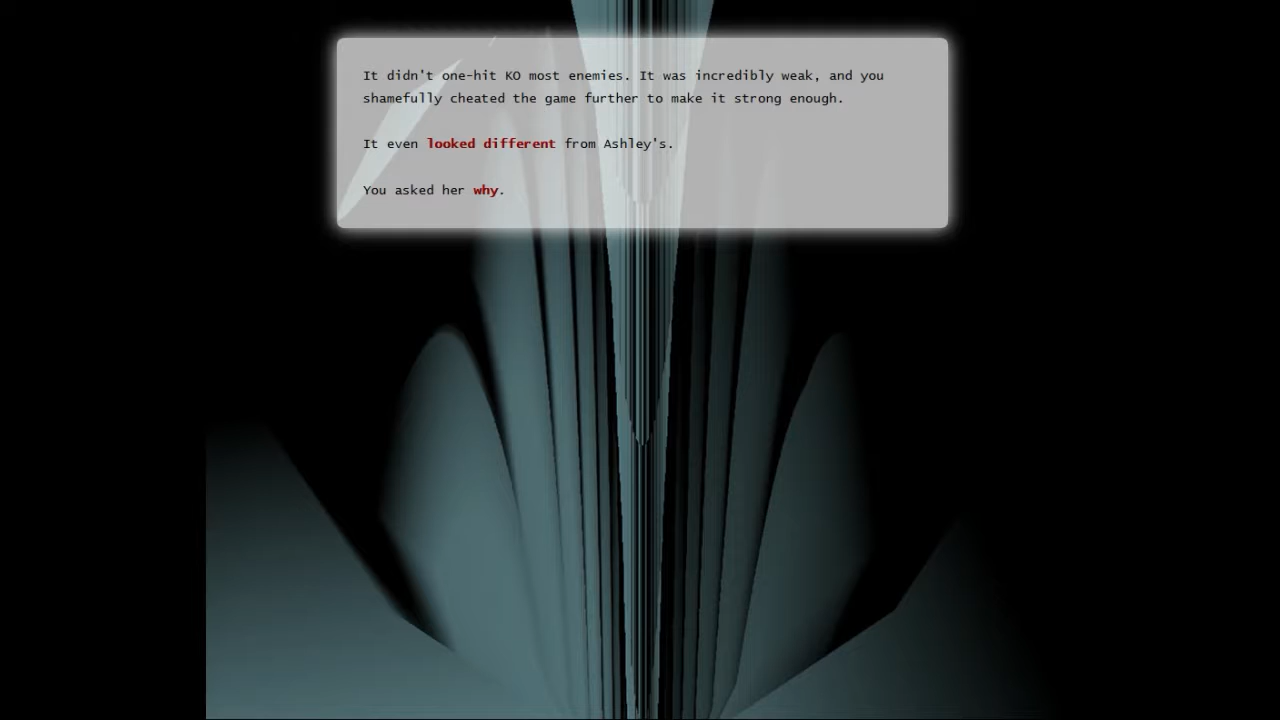 It didn't one-hit KO most enemies. It was incredibly weak, and you
shamefully cheated the game further to make it strong enough.
It even looked different from Ashley's.
You asked her why.